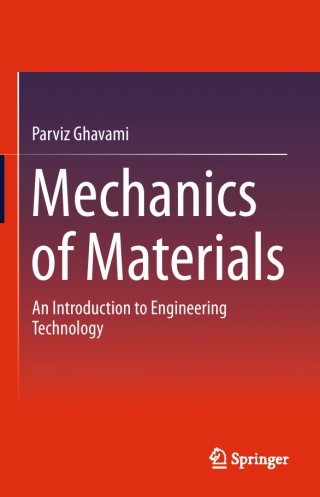 Parviz Ghavami
Mechanics
of Materials
An Introduction to Engineering
Technology
Springer